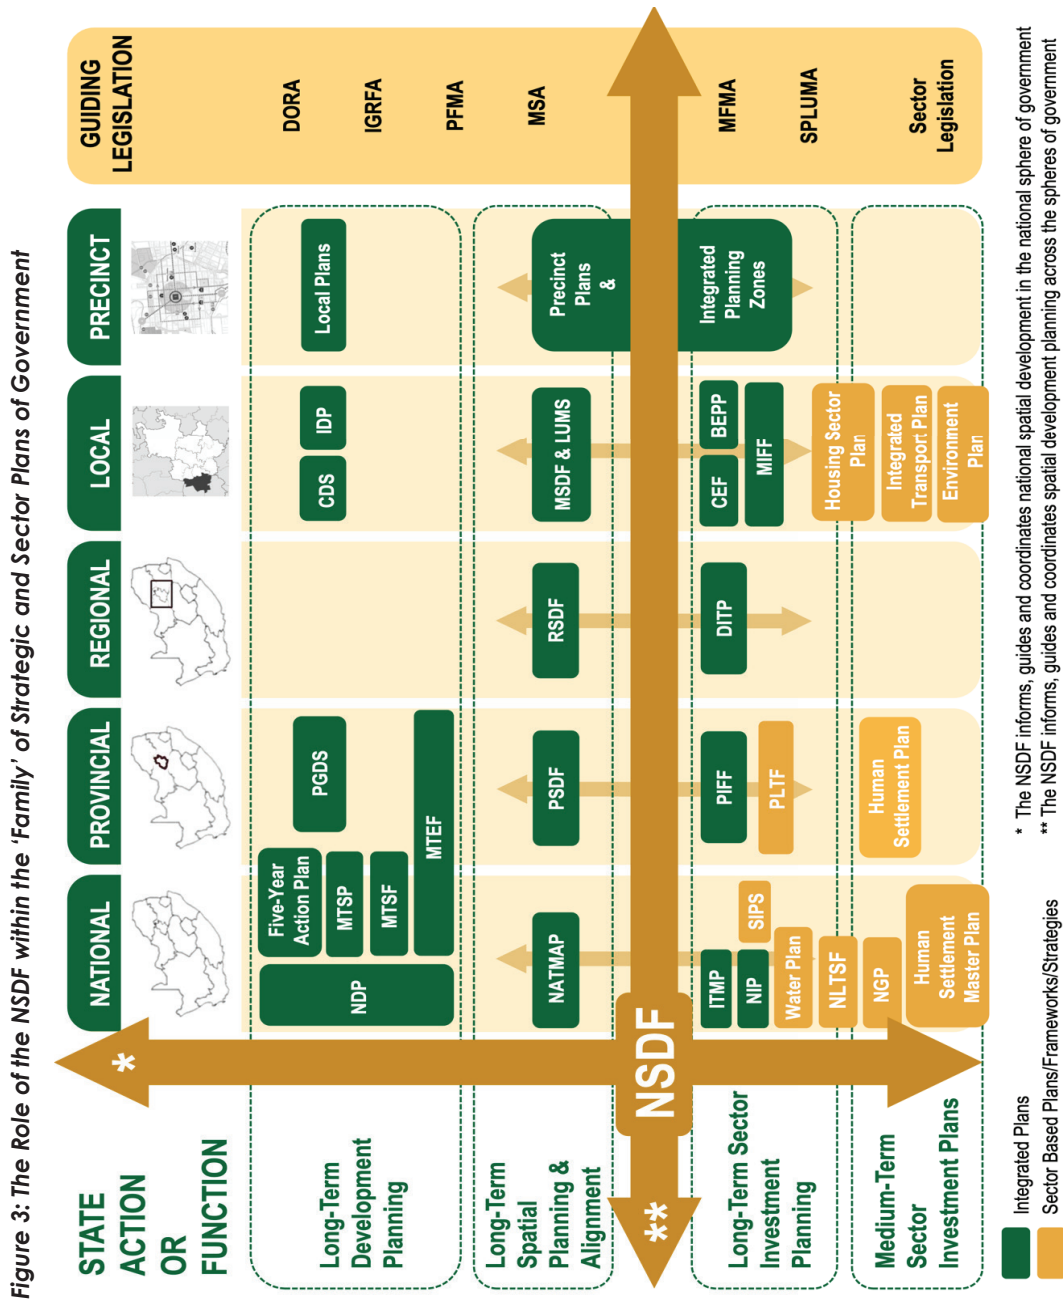 Figure 3: The Role of the NSDF within the ‘Family’ of Strategic and Sector Plans of Government
STATE
ACTION
OR
FUNCTION
NATIONAL
PROVINCIAL
REGIONAL
LOCAL
PRECINCT
GUIDING
LEGISLATION
*
Long-Term
Development
Planning
NDP
Five-Year
Action Plan
MTSP
MTSF
MTEF
PGDS
CDS
IDP
Local Plans
DORA
IGRFA
PFMA
Long-Term
Spatial
Planning &
Alignment
NATMAP
PSDF
RSDF
MSDF & LUMS
Precinct
Plans
&
MSA
**
NSDF
Long-Term Sector
Investment
Planning
ITMP
NIP
SIPS
Water Plan
NLTSF
PIFF
PLTF
DITP
CEF
BEPP
MIFF
Housing Sector
Plan
Integrated
Planning
Zones
MFMA
SPLUMA
Medium-Term
Sector
Investment Plans
NGP
Human
Settlement
Master Plan
Human
Settlement Plan
Integrated
Transport Plan
Environment
Plan
Sector
Legislation
Integrated Plans
Sector Based Plans/Frameworks/Strategies
* The NSDF informs, guides and coordinates national spatial development in the national sphere of government
** The NSDF informs, guides and coordinates spatial development planning across the spheres of government